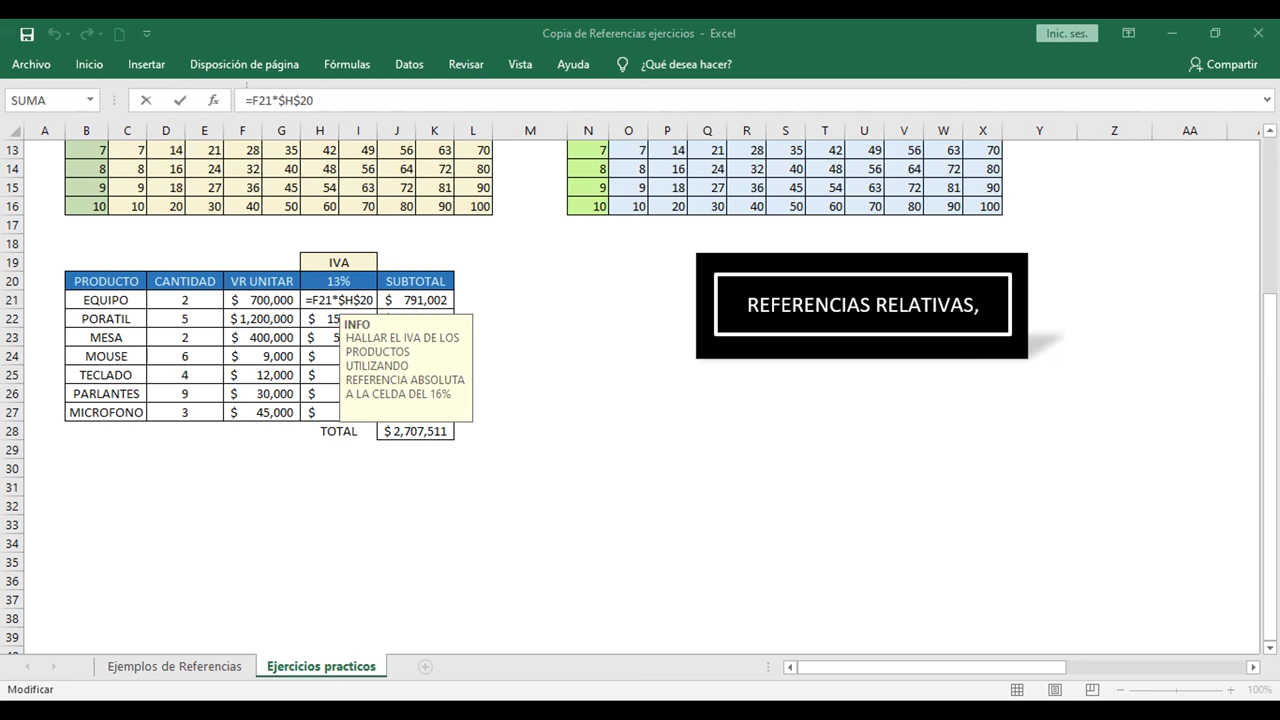 Copia de Referencias ejercicios - Excel
Inic. ses.
Archivo Inicio Insertar Disposición de página Fórmulas Datos Revisar Vista Ayuda ¿Qué desea hacer? Compartir
SUMA fx =F21*$H$20
A B C D E F G H I J K L M N O P Q R S T U V W X Y Z AA
13 7 7 14 21 28 35 42 49 56 63 70 7 7 14 21 28 35 42 49 56 63 70
14 8 8 16 24 32 40 48 56 64 72 80 8 8 16 24 32 40 48 56 64 72 80
15 9 9 18 27 36 45 54 63 72 81 90 9 9 18 27 36 45 54 63 72 81 90
16 10 10 20 30 40 50 60 70 80 90 100 10 10 20 30 40 50 60 70 80 90 100
17
18
19 IVA
20 PRODUCTO CANTIDAD VR UNITAR 13% SUBTOTAL
21 EQUIPO 2 $ 700,000 =F21*$H$20 $ 791,002
22 PORATIL 5 $ 1,200,000 $ 15
23 MESA 2 $ 400,000 $ 5
24 MOUSE 6 $ 9,000 $
25 TECLADO 4 $ 12,000 $
26 PARLANTES 9 $ 30,000 $
27 MICROFONO 3 $ 45,000 $
28 TOTAL $ 2,707,511
INFO
HALLAR EL IVA DE LOS
PRODUCTOS
UTILIZANDO
REFERENCIA ABSOLUTA
A LA CELDA DEL 16%
REFERENCIAS RELATIVAS,
29
30
31
32
33
34
35
36
37
38
39
Ejemplos de Referencias Ejercicios practicos
Modificar 100%